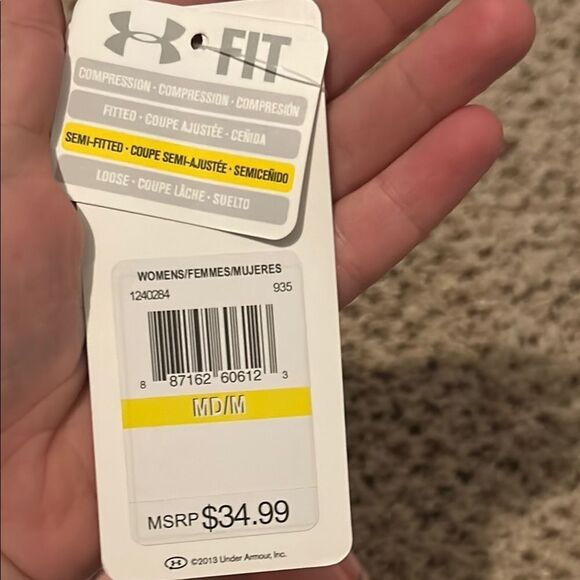 FIT
COMPRESSION · COMPRESSION · COMPRESIÓN
FITTED · COUPE AJUSTÉE · CEÑIDA
SEMI-FITTED · COUPE SEMI-AJUSTÉE · SEMICEÑIDO
LOOSE · COUPE LÂCHE · SUELTO
WOMENS/FEMMES/MUJERES
1240284 935
8 87162 60612 3
MD/M
MSRP $34.99
©2013 Under Armour, Inc.